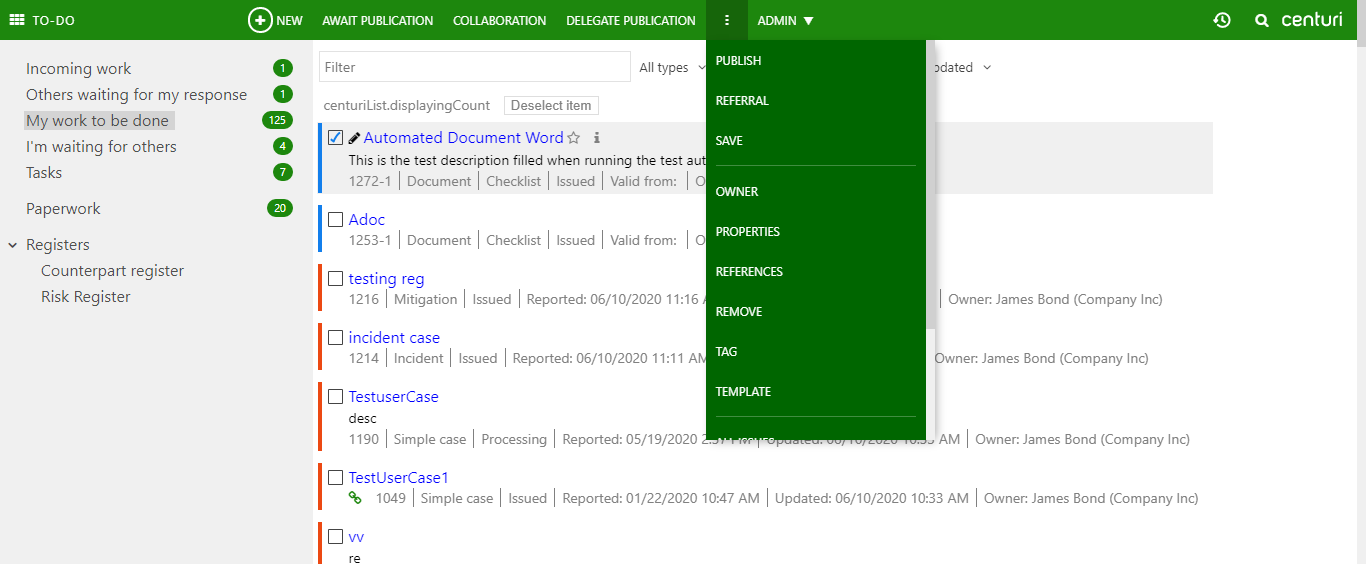 TO-DO NEW AWAIT PUBLICATION COLLABORATION DELEGATE PUBLICATION ADMIN centuri
Incoming work 1
Others waiting for my response 1
My work to be done 125
I'm waiting for others 4
Tasks 7
Paperwork 20
Registers
Counterpart register
Risk Register
Filter All types
centuriList.displayingCount Deselect item
Automated Document Word
This is the test description filled when running the test
1272-1 Document Checklist Issued Valid from:
Adoc
1253-1 Document Checklist Issued Valid from:
testing reg
1216 Mitigation Issued Reported: 06/10/2020 11:16 Owner: James Bond (Company Inc)
incident case
1214 Incident Issued Reported: 06/10/2020 11:11 AM Owner: James Bond (Company Inc)
TestuserCase
desc
1190 Simple case Processing Reported: 05/19/2020 Updated: 06/10/2020 10:33 AM Owner: James Bond (Company Inc)
TestUserCase1
1049 Simple case Issued Reported: 01/22/2020 10:47 AM Updated: 06/10/2020 10:33 AM Owner: James Bond (Company Inc)
vv
re
PUBLISH
REFERRAL
SAVE
OWNER
PROPERTIES
REFERENCES
REMOVE
TAG
TEMPLATE